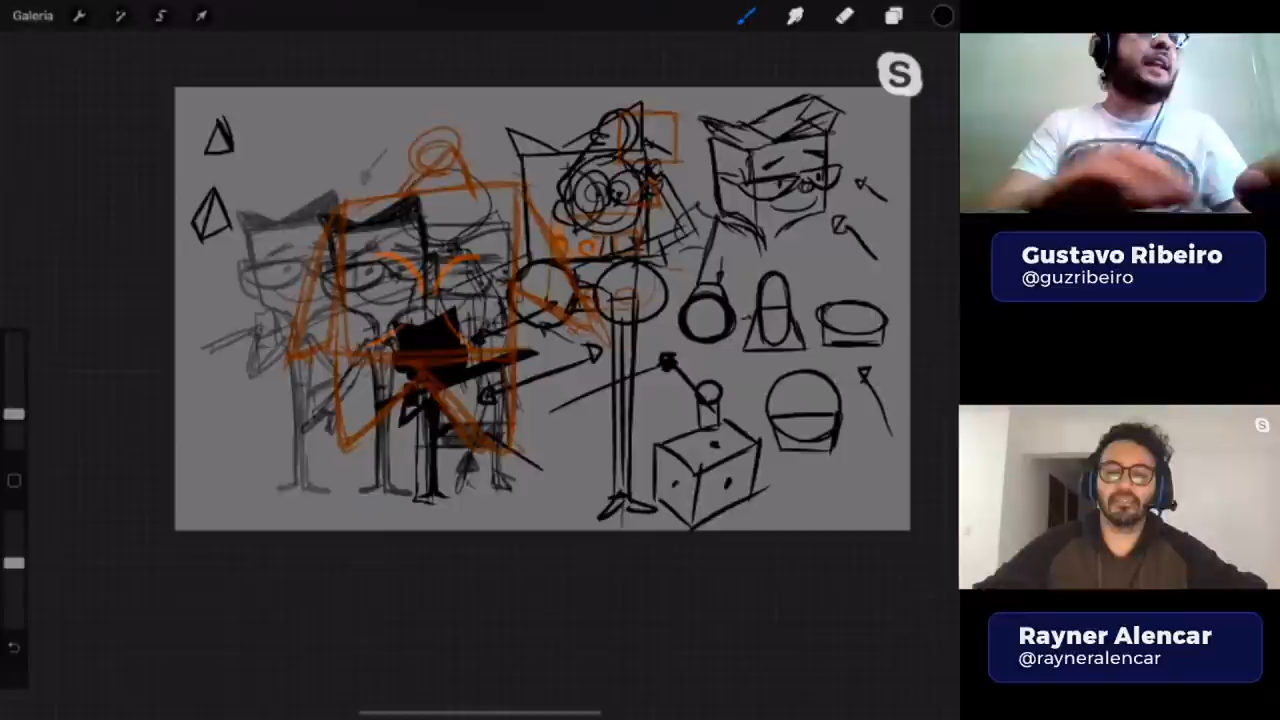 Galeria
S
Gustavo Ribeiro
@guzribeiro
S
Rayner Alencar
@rayneralencar